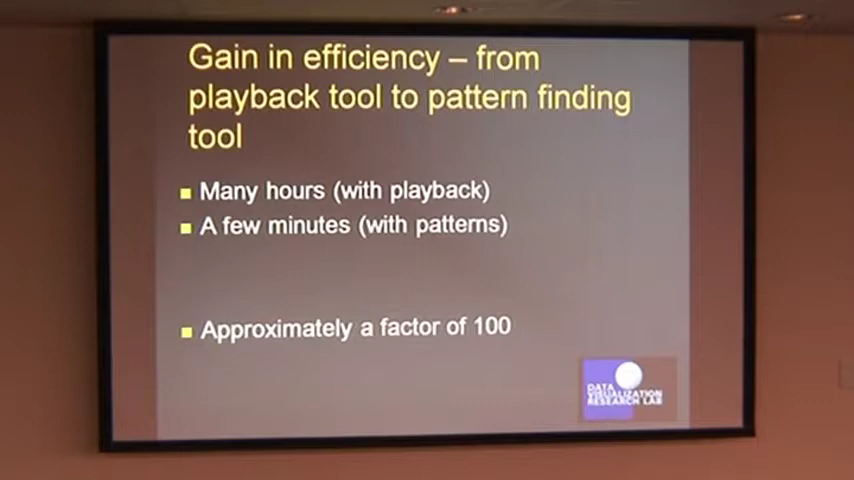 Gain in efficiency – from
playback tool to pattern finding
tool
Many hours (with playback)
A few minutes (with patterns)
Approximately a factor of 100
DATA
VISUALIZATION
RESEARCH LAB